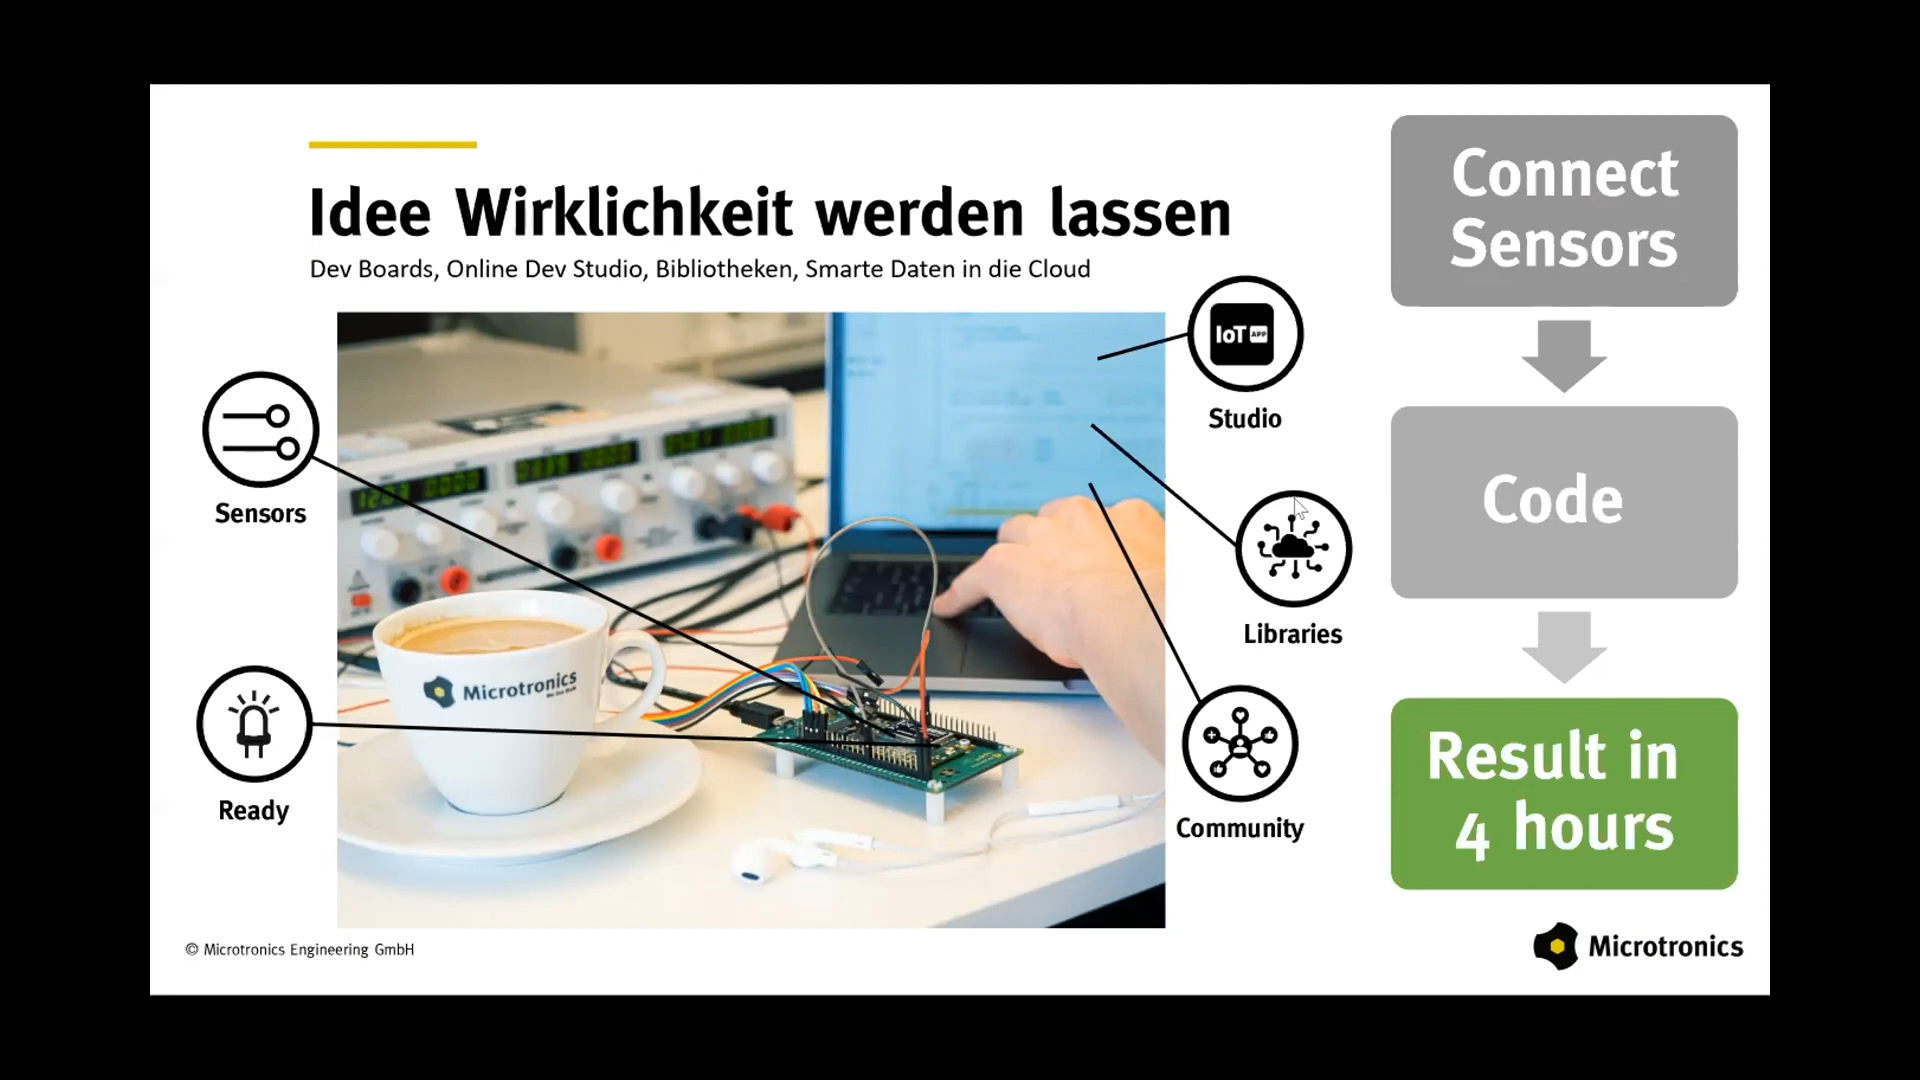 Idee Wirklichkeit werden lassen
Dev Boards, Online Dev Studio, Bibliotheken, Smarte Daten in die Cloud
Connect
Sensors
Code
Result in
4 hours
IoT APP
Studio
Libraries
Community
Sensors
Ready
Microtronics
© Microtronics Engineering GmbH
Microtronics